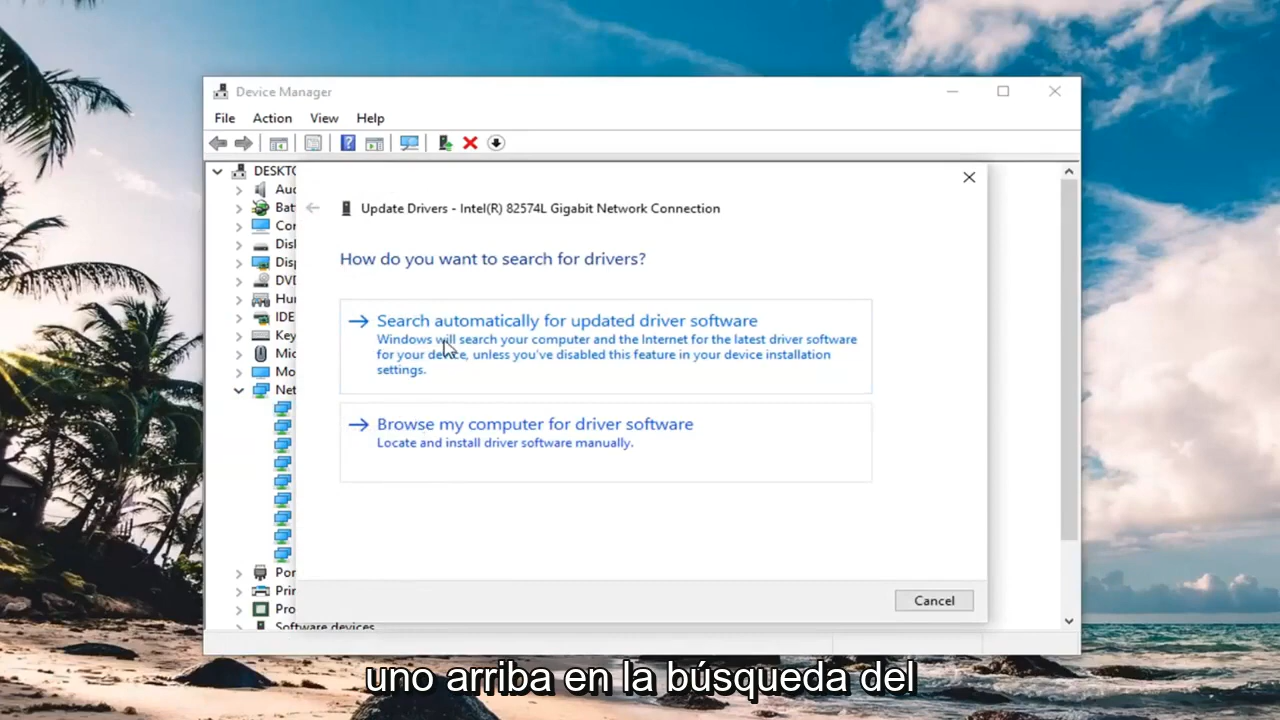 Device Manager
File Action View Help
DESKTO
Aud
Bat
Cor
Disk
Disp
DVD
Hur
IDE
Key
Mic
Mo
Net
Por
Prin
Pro
Software devices
Update Drivers - Intel(R) 82574L Gigabit Network Connection
How do you want to search for drivers?
Search automatically for updated driver software
Windows will search your computer and the Internet for the latest driver software
for your device, unless you've disabled this feature in your device installation
settings.
Browse my computer for driver software
Locate and install driver software manually.
Cancel
uno arriba en la búsqueda del